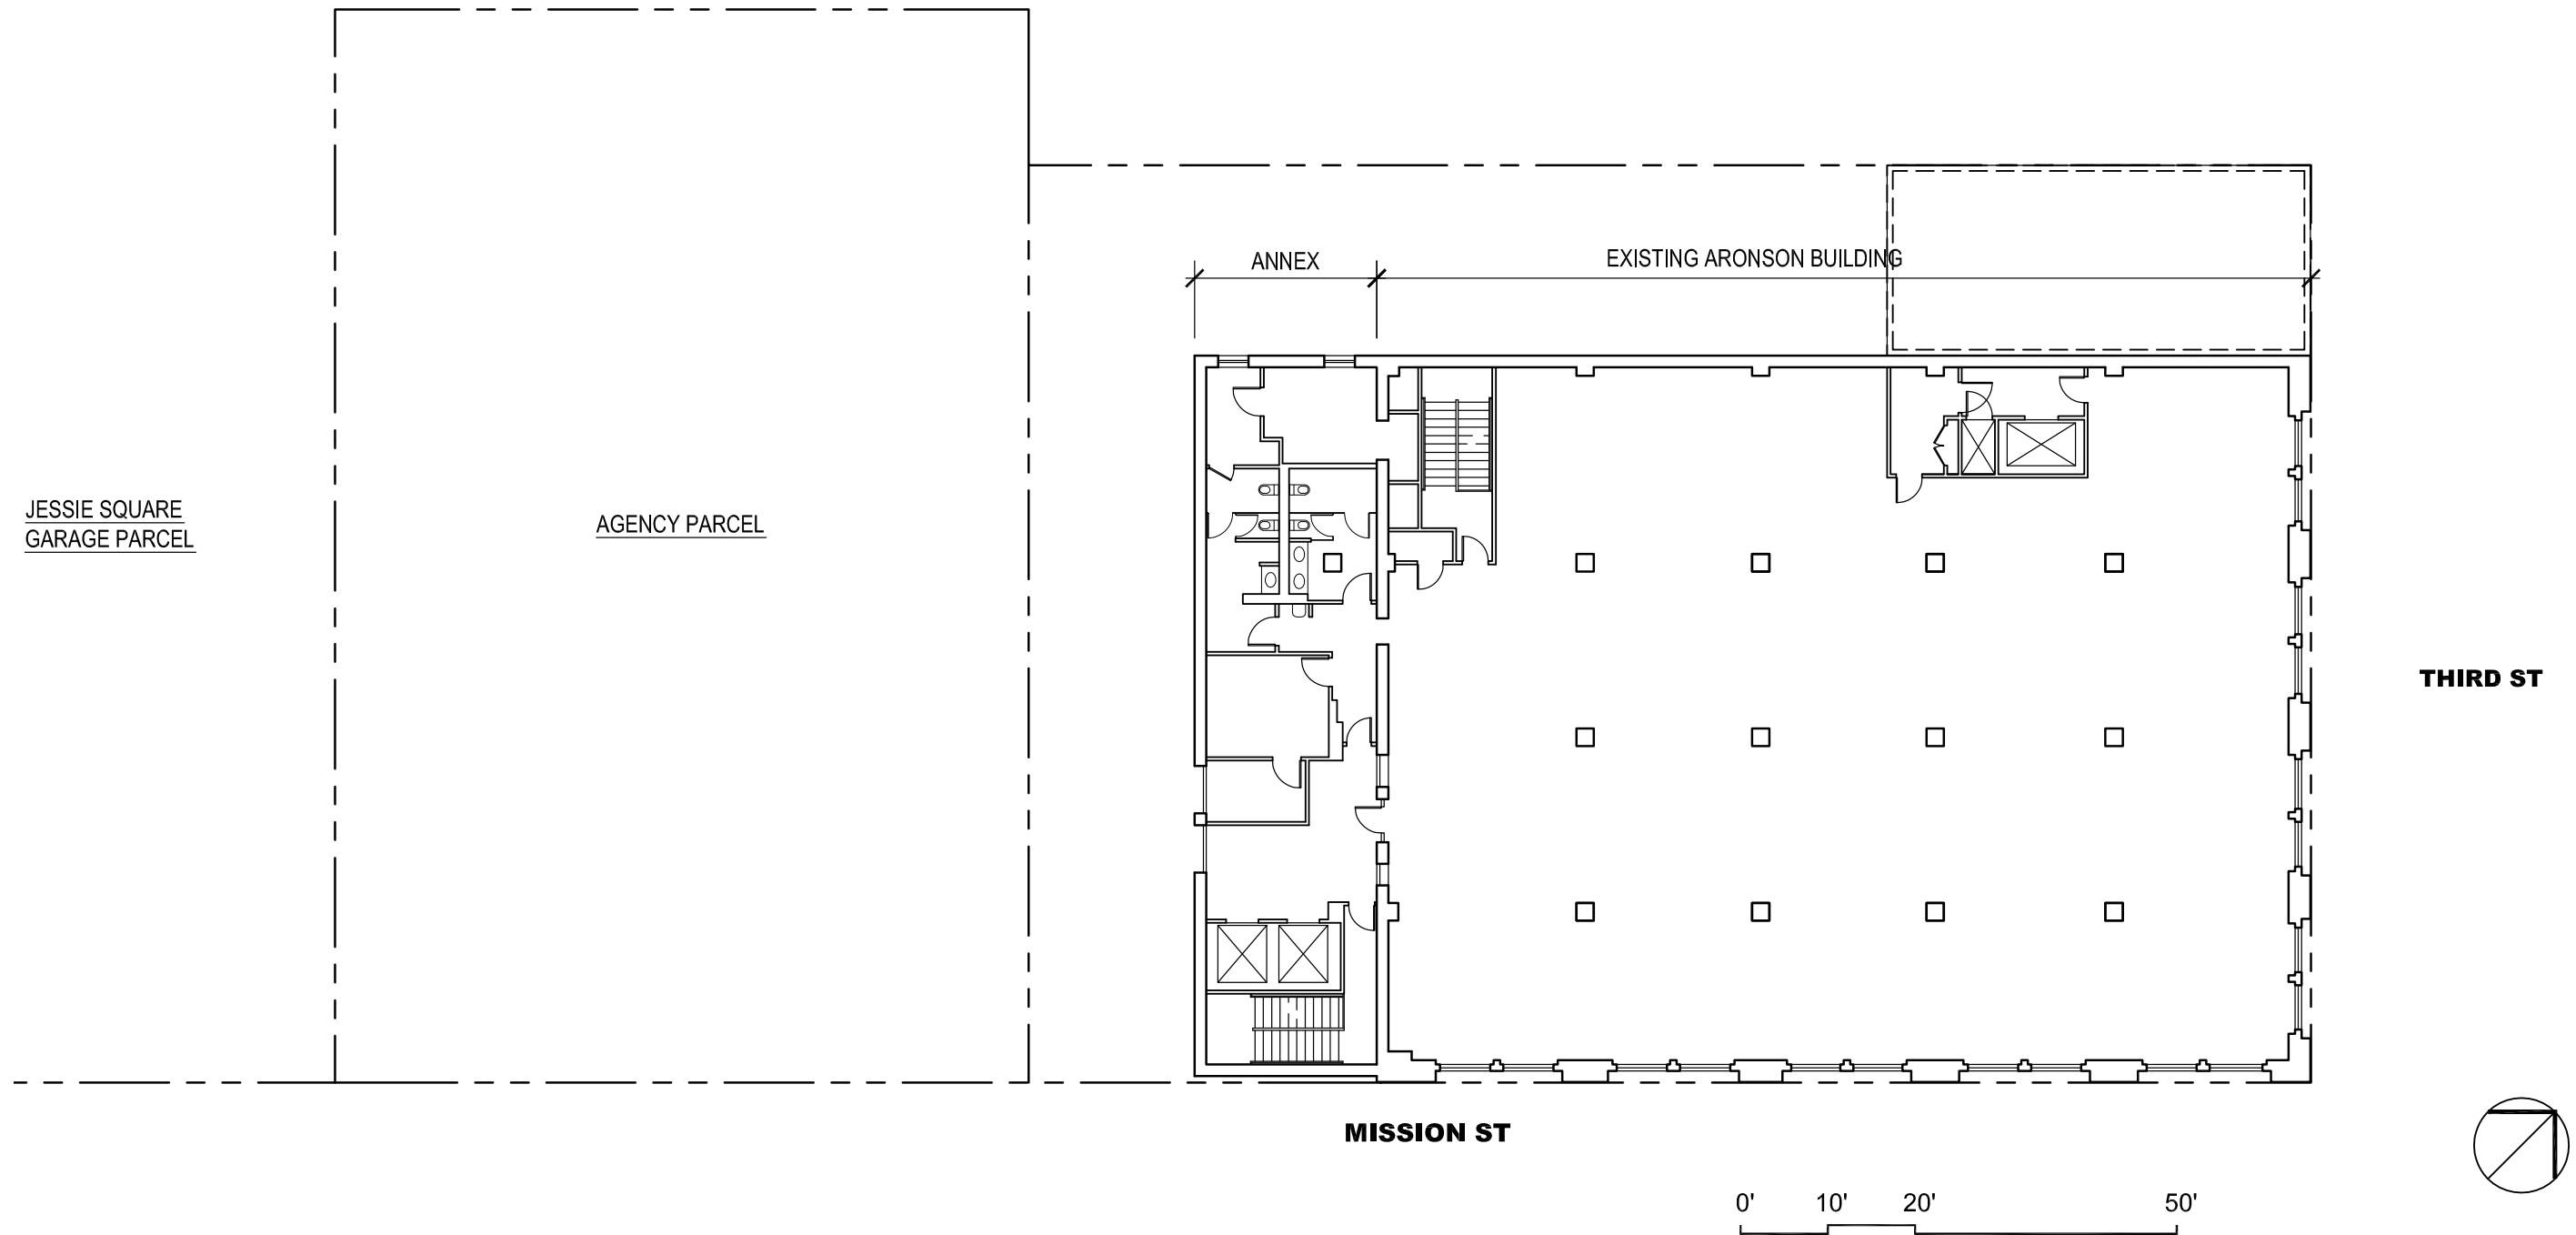 ANNEX
EXISTING ARONSON BUILDING
JESSIE SQUARE
GARAGE PARCEL
AGENCY PARCEL
THIRD ST
MISSION ST
0' 10' 20' 50'